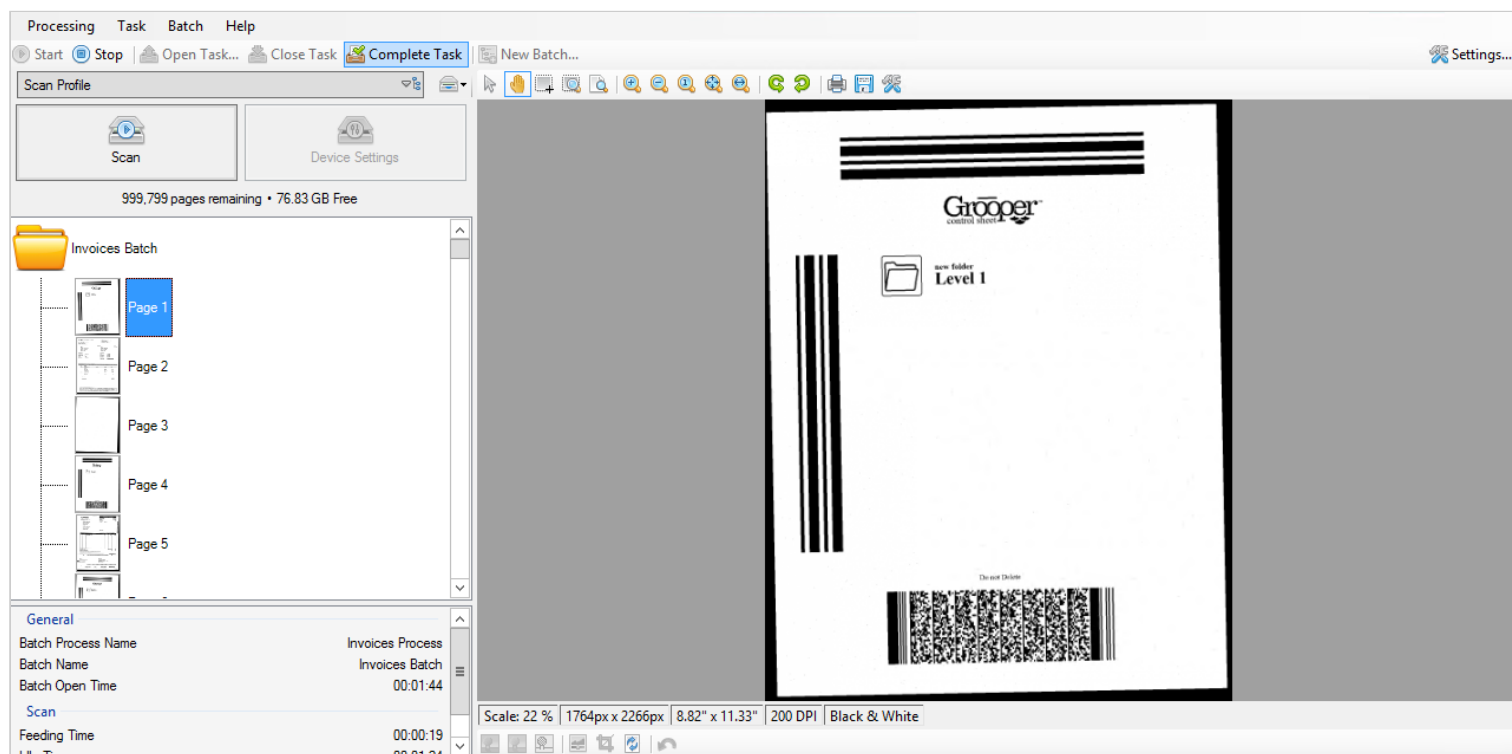 Processing Task Batch Help
Start Stop Open Task... Close Task Complete Task New Batch... Settings...
Scan Profile
Scan Device Settings
999,799 pages remaining • 76.83 GB Free
Invoices Batch
Page 1
Page 2
Page 3
Page 4
Page 5
General
Batch Process Name Invoices Process
Batch Name Invoices Batch
Batch Open Time 00:01:44
Scan
Feeding Time 00:00:19
Grooper
control sheet
new folder
Level 1
Do not Delete
Scale: 22 % 1764px x 2266px 8.82" x 11.33" 200 DPI Black & White